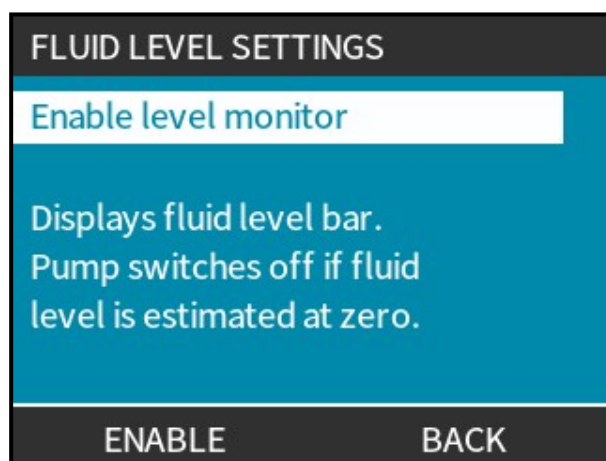 FLUID LEVEL SETTINGS
Enable level monitor
Displays fluid level bar.
Pump switches off if fluid
level is estimated at zero.
ENABLE BACK